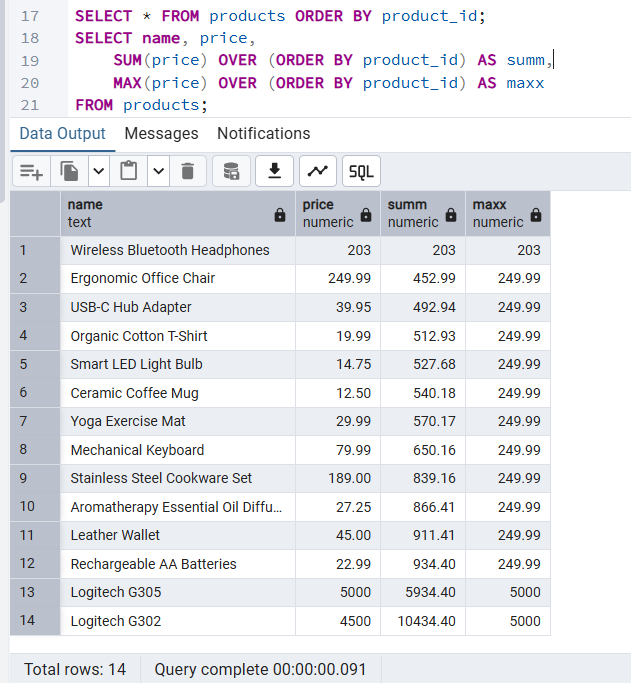 17 SELECT * FROM products ORDER BY product_id;
18 SELECT name, price,
19 SUM(price) OVER (ORDER BY product_id) AS summ,
20 MAX(price) OVER (ORDER BY product_id) AS maxx
21 FROM products;
Data Output Messages Notifications
SQL
name price summ maxx
text numeric numeric numeric
1 Wireless Bluetooth Headphones 203 203 203
2 Ergonomic Office Chair 249.99 452.99 249.99
3 USB-C Hub Adapter 39.95 492.94 249.99
4 Organic Cotton T-Shirt 19.99 512.93 249.99
5 Smart LED Light Bulb 14.75 527.68 249.99
6 Ceramic Coffee Mug 12.50 540.18 249.99
7 Yoga Exercise Mat 29.99 570.17 249.99
8 Mechanical Keyboard 79.99 650.16 249.99
9 Stainless Steel Cookware Set 189.00 839.16 249.99
10 Aromatherapy Essential Oil Diffu... 27.25 866.41 249.99
11 Leather Wallet 45.00 911.41 249.99
12 Rechargeable AA Batteries 22.99 934.40 249.99
13 Logitech G305 5000 5934.40 5000
14 Logitech G302 4500 10434.40 5000
Total rows: 14 Query complete 00:00:00.091